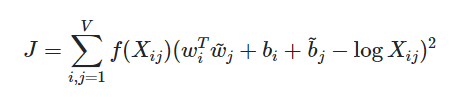 $J = \sum_{i,j=1}^{V} f(X_{ij})(w_i^T \tilde{w}_j + b_i + \tilde{b}_j - \log X_{ij})^2$